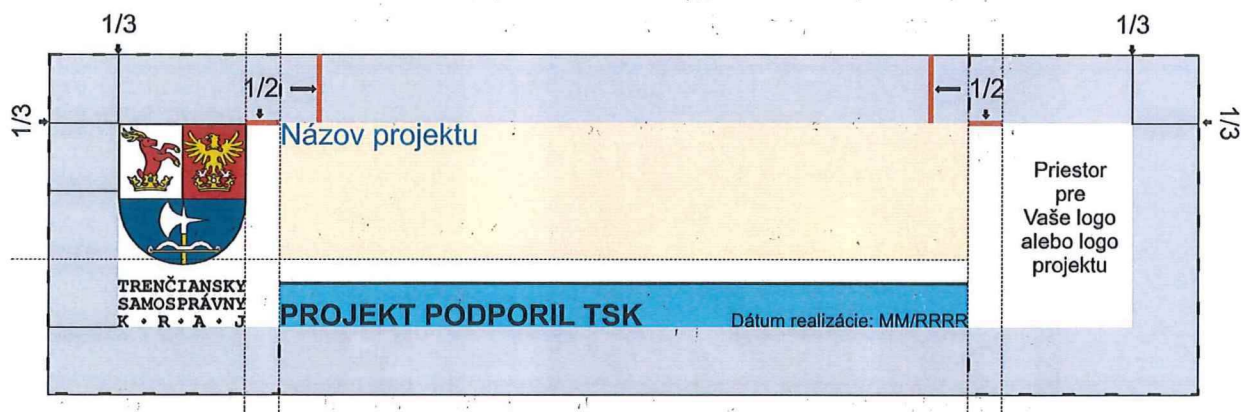 1/3
1/3
1/2
1/2
1/3
1/3
Názov projektu
Priestor
pre
Vaše logo
alebo logo
projektu
TRENČIANSKY
SAMOSPRÁVNY
K • R • A • J
PROJEKT PODPORIL TSK
Dátum realizácie: MM/RRRR